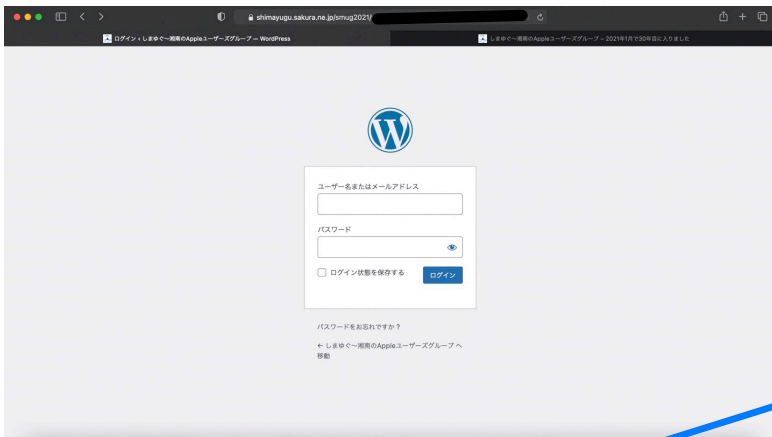 shimayugu.sakura.ne.jp/smug2021/
ログイン ‹ しまゆぐ〜湘南のAppleユーザーズグループ — WordPress
しまゆぐ〜湘南のAppleユーザーズグループ – 2021年1月で30年目に入りました
ユーザー名またはメールアドレス
パスワード
ログイン状態を保存する
ログイン
パスワードをお忘れですか ?
← しまゆぐ〜湘南のAppleユーザーズグループ へ
移動